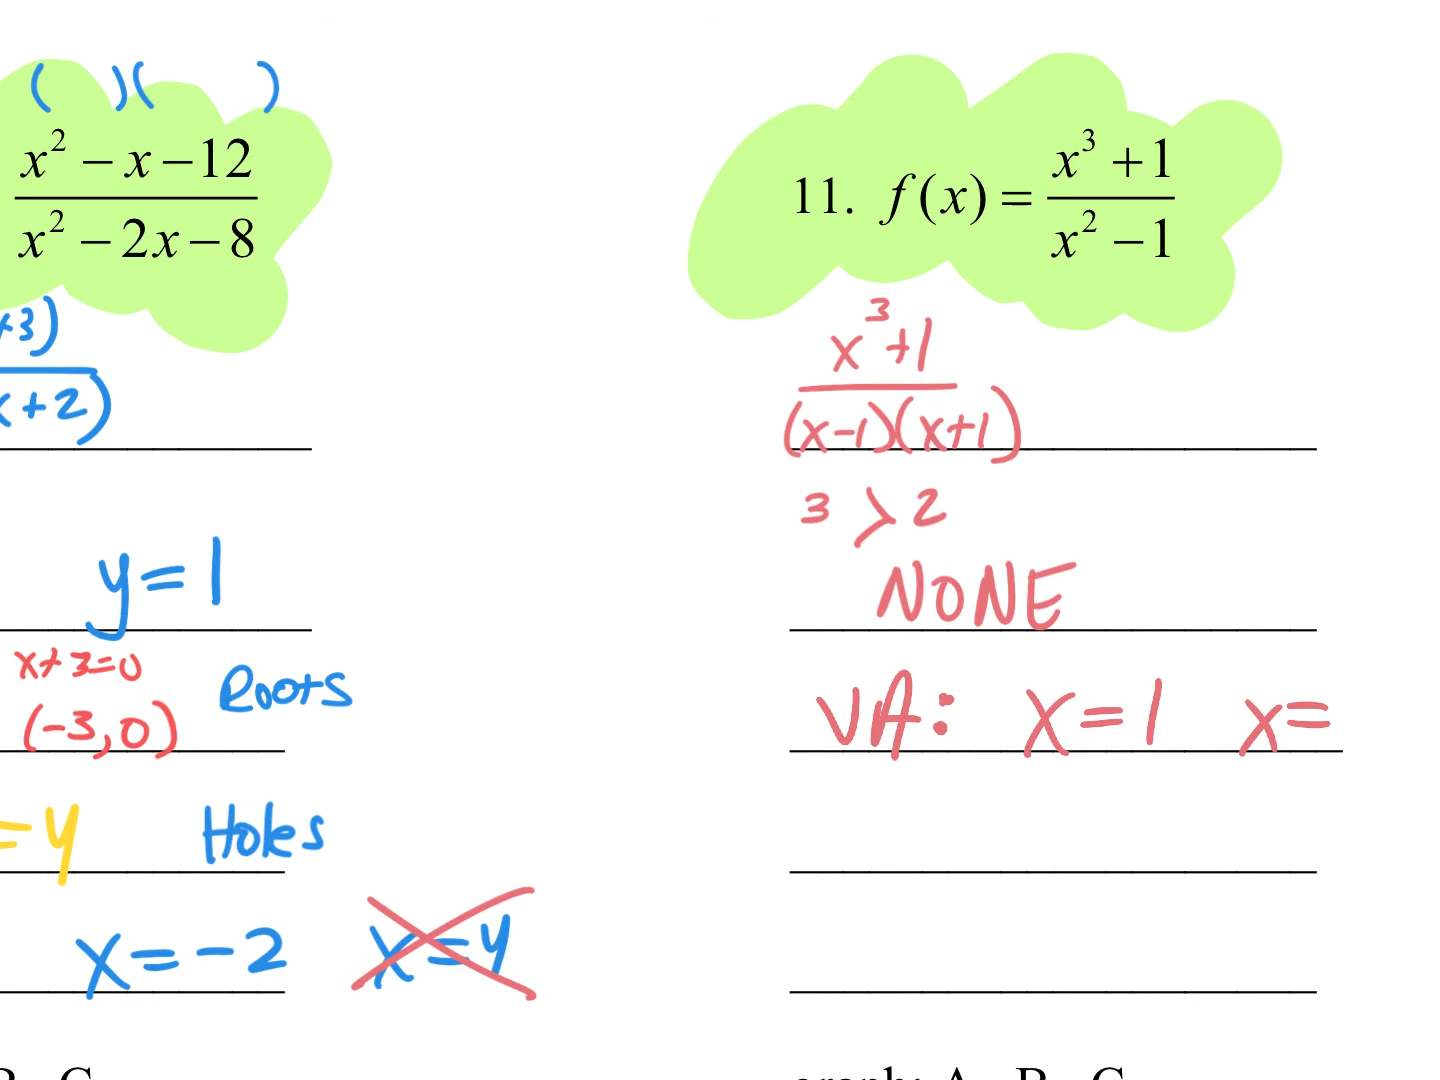 ( )( )
x² − x − 12
x² − 2x − 8
+3)
x+2)
y = 1
x+3=0
Roots
(-3,0)
=4
Holes
x = -2
x=4
11. f(x) = x³ + 1
x² − 1
x³+1
(x-1)(x+1)
3 > 2
NONE
VA: x=1 x=